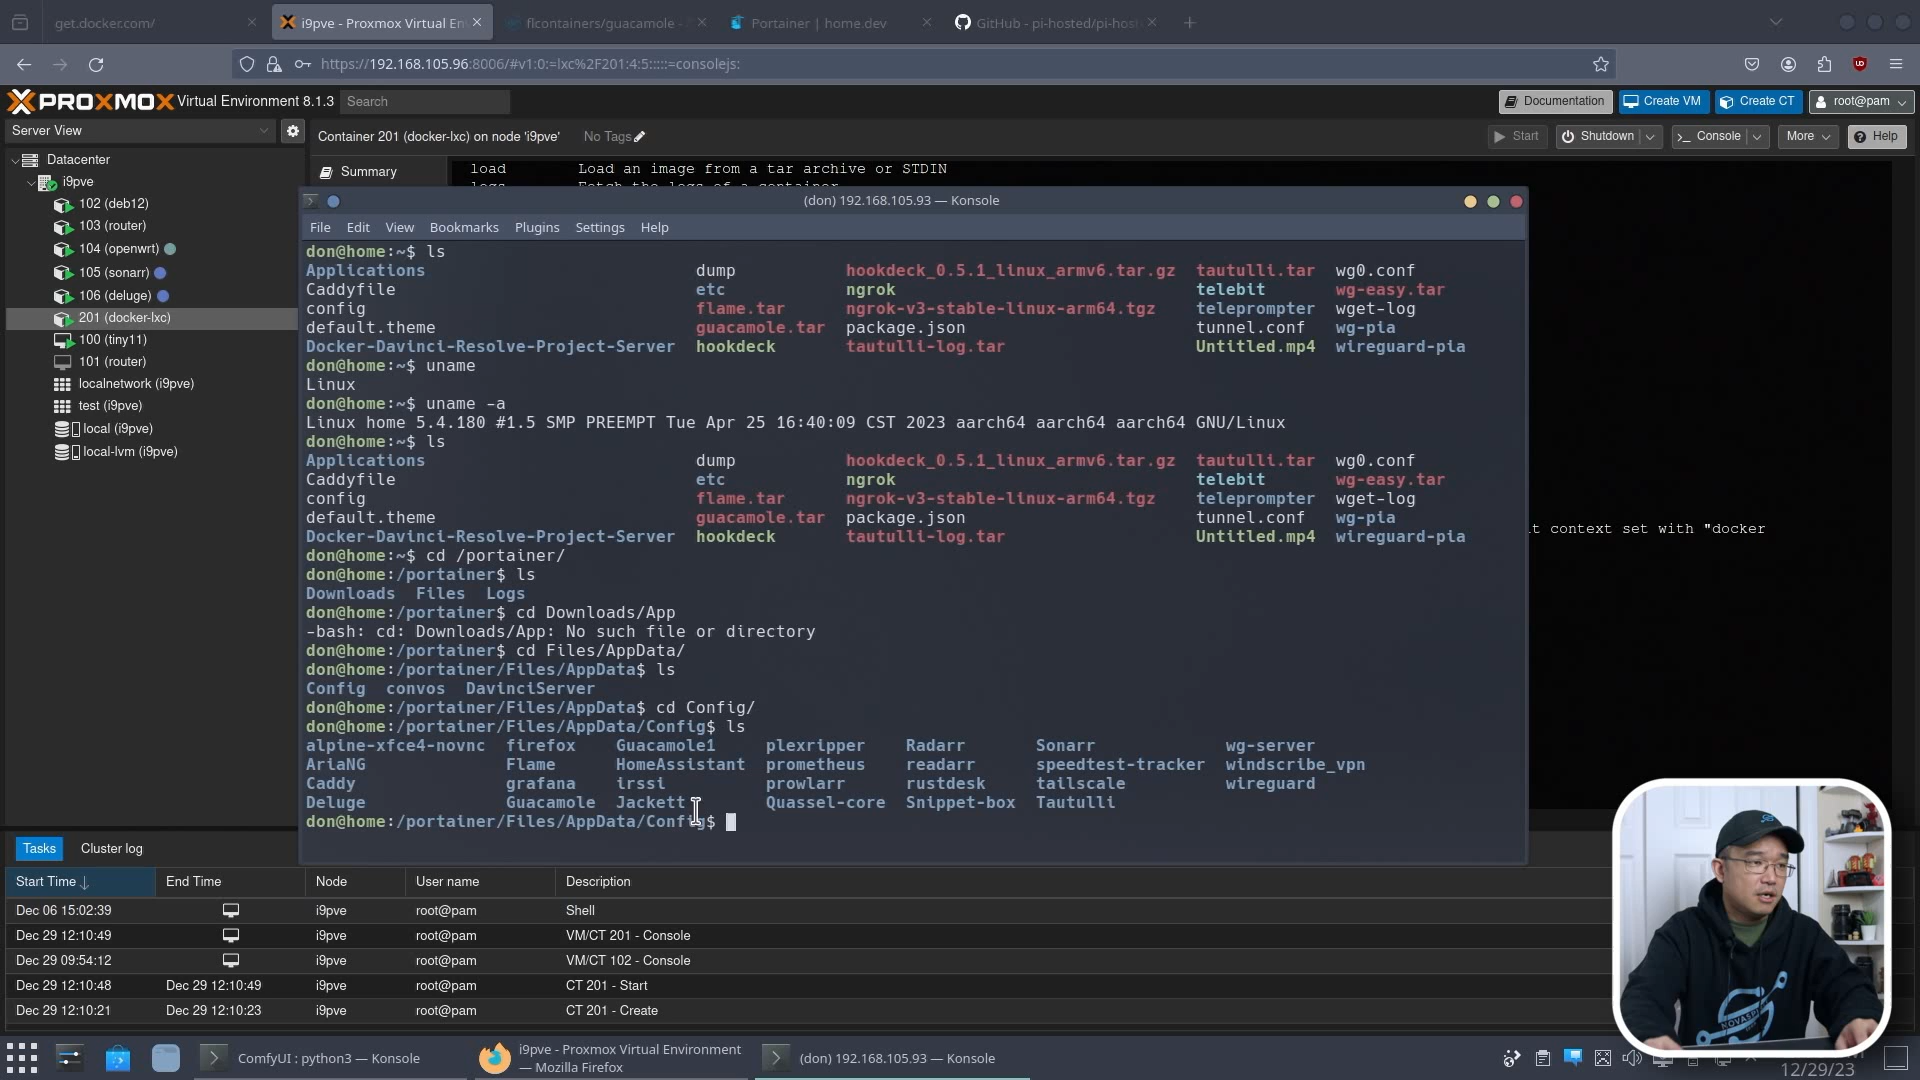 get.docker.com/
i9pve - Proxmox Virtual En
flcontainers/guacamole -
Portainer | home.dev
GitHub - pi-hosted/pi-host
https://192.168.105.96:8006/#v1:0:=lxc%2F201:4:5:::::=consolejs:
PROXMOX Virtual Environment 8.1.3
Search
Documentation
Create VM
Create CT
root@pam
Server View
Container 201 (docker-lxc) on node 'i9pve'
No Tags
Start
Shutdown
Console
More
Help
Datacenter
i9pve
102 (deb12)
103 (router)
104 (openwrt)
105 (sonarr)
106 (deluge)
201 (docker-lxc)
100 (tiny11)
101 (router)
localnetwork (i9pve)
test (i9pve)
local (i9pve)
local-lvm (i9pve)
Summary
load Load an image from a tar archive or STDIN
logs Fetch the logs of a container
t context set with "docker
(don) 192.168.105.93 — Konsole
File Edit View Bookmarks Plugins Settings Help
don@home:~$ ls
Applications dump hookdeck_0.5.1_linux_armv6.tar.gz tautulli.tar wg0.conf
Caddyfile etc ngrok telebit wg-easy.tar
config flame.tar ngrok-v3-stable-linux-arm64.tgz teleprompter wget-log
default.theme guacamole.tar package.json tunnel.conf wg-pia
Docker-Davinci-Resolve-Project-Server hookdeck tautulli-log.tar Untitled.mp4 wireguard-pia
don@home:~$ uname
Linux
don@home:~$ uname -a
Linux home 5.4.180 #1.5 SMP PREEMPT Tue Apr 25 16:40:09 CST 2023 aarch64 aarch64 aarch64 GNU/Linux
don@home:~$ ls
Applications dump hookdeck_0.5.1_linux_armv6.tar.gz tautulli.tar wg0.conf
Caddyfile etc ngrok telebit wg-easy.tar
config flame.tar ngrok-v3-stable-linux-arm64.tgz teleprompter wget-log
default.theme guacamole.tar package.json tunnel.conf wg-pia
Docker-Davinci-Resolve-Project-Server hookdeck tautulli-log.tar Untitled.mp4 wireguard-pia
don@home:~$ cd /portainer/
don@home:/portainer$ ls
Downloads Files Logs
don@home:/portainer$ cd Downloads/App
-bash: cd: Downloads/App: No such file or directory
don@home:/portainer$ cd Files/AppData/
don@home:/portainer/Files/AppData$ ls
Config convos DavinciServer
don@home:/portainer/Files/AppData$ cd Config/
don@home:/portainer/Files/AppData/Config$ ls
alpine-xfce4-novnc firefox Guacamole1 plexripper Radarr Sonarr wg-server
AriaNG Flame HomeAssistant prometheus readarr speedtest-tracker windscribe_vpn
Caddy grafana irssi prowlarr rustdesk tailscale wireguard
Deluge Guacamole Jackett Quassel-core Snippet-box Tautulli
don@home:/portainer/Files/AppData/Config$
Tasks Cluster log
Start Time End Time Node User name Description
Dec 06 15:02:39 i9pve root@pam Shell
Dec 29 12:10:49 i9pve root@pam VM/CT 201 - Console
Dec 29 09:54:12 i9pve root@pam VM/CT 102 - Console
Dec 29 12:10:48 Dec 29 12:10:49 i9pve root@pam CT 201 - Start
Dec 29 12:10:21 Dec 29 12:10:23 i9pve root@pam CT 201 - Create
ComfyUI : python3 — Konsole
i9pve - Proxmox Virtual Environment
— Mozilla Firefox
(don) 192.168.105.93 — Konsole
12/29/23